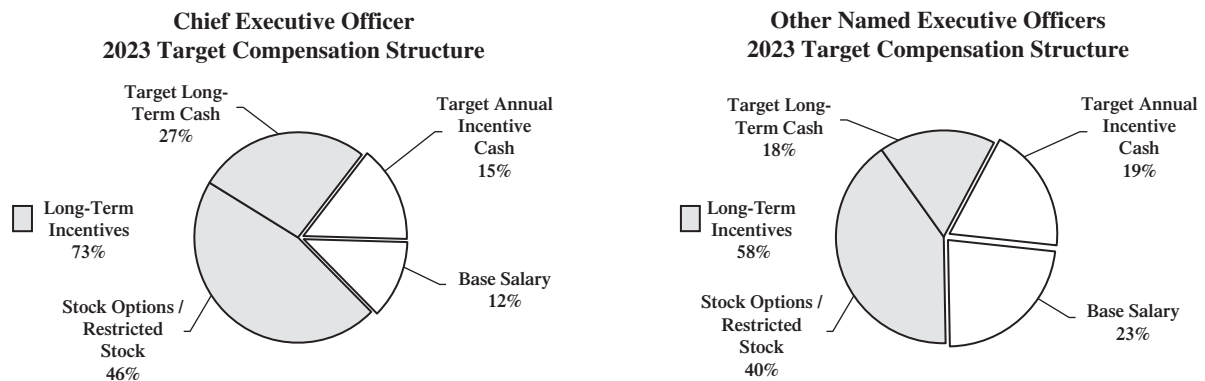 Chief Executive Officer
2023 Target Compensation Structure
Target Long-
Term Cash
27%
Target Annual
Incentive
Cash
15%
Long-Term
Incentives
73%
Base Salary
12%
Stock Options /
Restricted
Stock
46%
Other Named Executive Officers
2023 Target Compensation Structure
Target Long-
Term Cash
18%
Target Annual
Incentive
Cash
19%
Long-Term
Incentives
58%
Stock Options /
Restricted
Stock
40%
Base Salary
23%